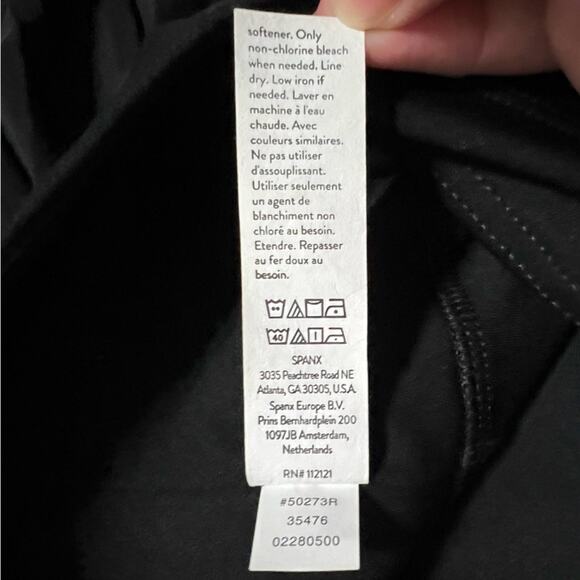 softener. Only
non-chlorine bleach
when needed. Line
dry. Low iron if
needed. Laver en
machine à l'eau
chaude. Avec
couleurs similaires.
Ne pas utiliser
d'assouplissant.
Utiliser seulement
un agent de
blanchiment non
chloré au besoin.
Etendre. Repasser
au fer doux au
besoin.
40
SPANX
3035 Peachtree Road NE
Atlanta, GA 30305, U.S.A.
Spanx Europe B.V.
Prins Bernhardplein 200
1097JB Amsterdam,
Netherlands
RN# 112121
#50273R
35476
02280500